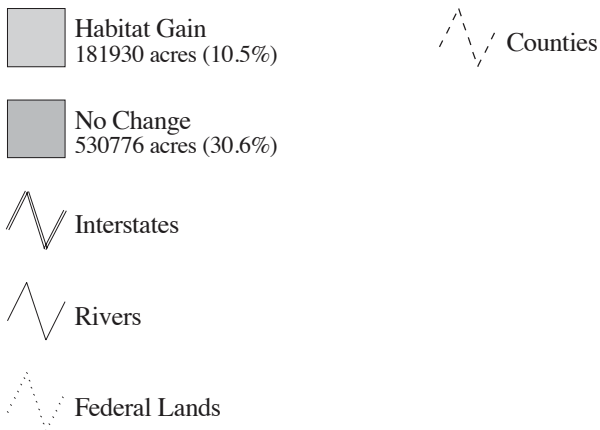 Habitat Gain
181930 acres (10.5%)
Counties
No Change
530776 acres (30.6%)
Interstates
Rivers
Federal Lands